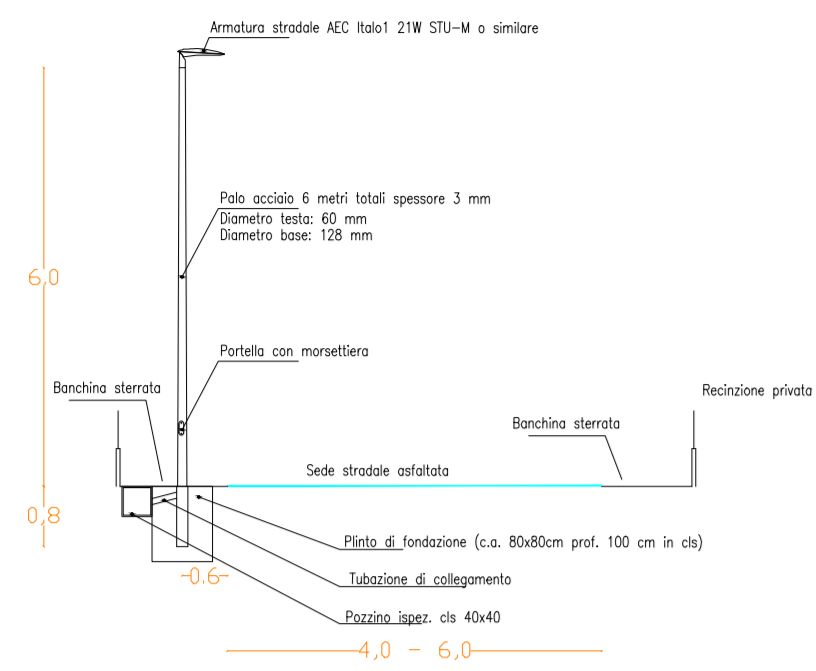 Armatura stradale AEC Italo1 21W STU-M o similare
Palo acciaio 6 metri totali spessore 3 mm
Diametro testa: 60 mm
Diametro base: 128 mm
6,0
Portella con morsettiera
Banchina sterrata
Recinzione privata
Banchina sterrata
Sede stradale asfaltata
0,8
Plinto di fondazione (c.a. 80x80cm prof. 100 cm in cls)
0.6
Tubazione di collegamento
Pozzino ispez. cls 40x40
4,0 - 6,0